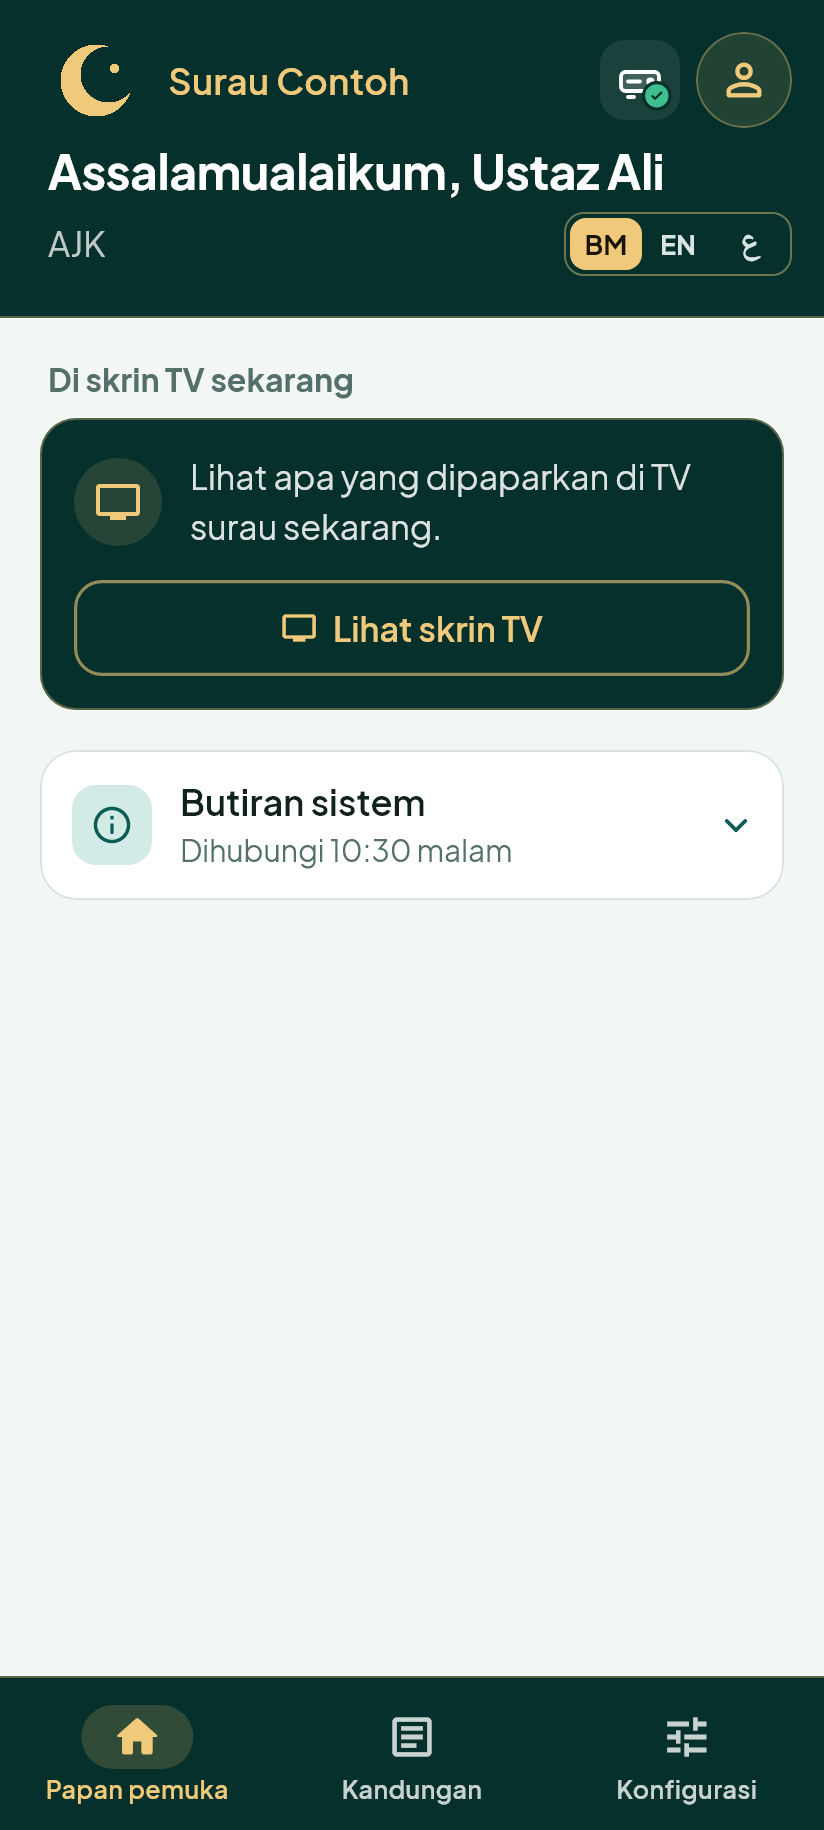 Surau Contoh
Assalamualaikum, Ustaz Ali
AJK
BM EN ع
Di skrin TV sekarang
Lihat apa yang dipaparkan di TV
surau sekarang.
Lihat skrin TV
Butiran sistem
Dihubungi 10:30 malam
Papan pemuka
Kandungan
Konfigurasi